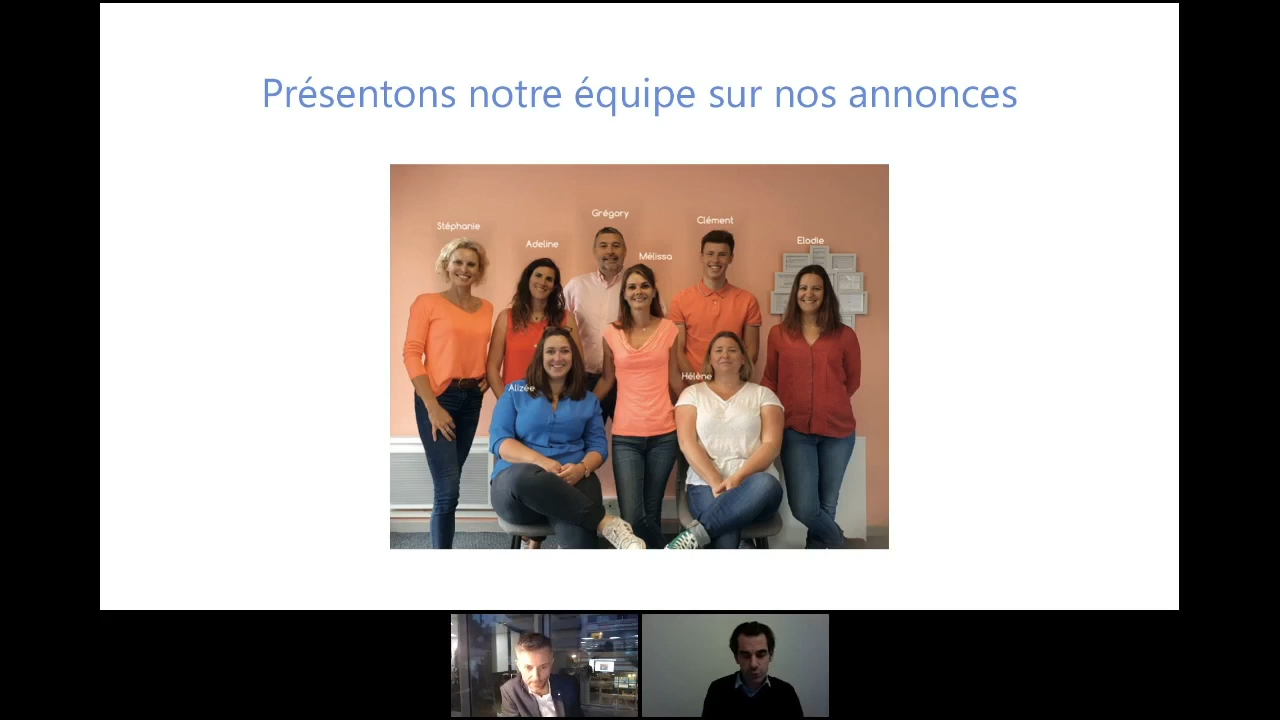 Présentons notre équipe sur nos annonces
Grégory
Clément
Stéphanie
Adeline
Elodie
Mélissa
Hélène
Alizée